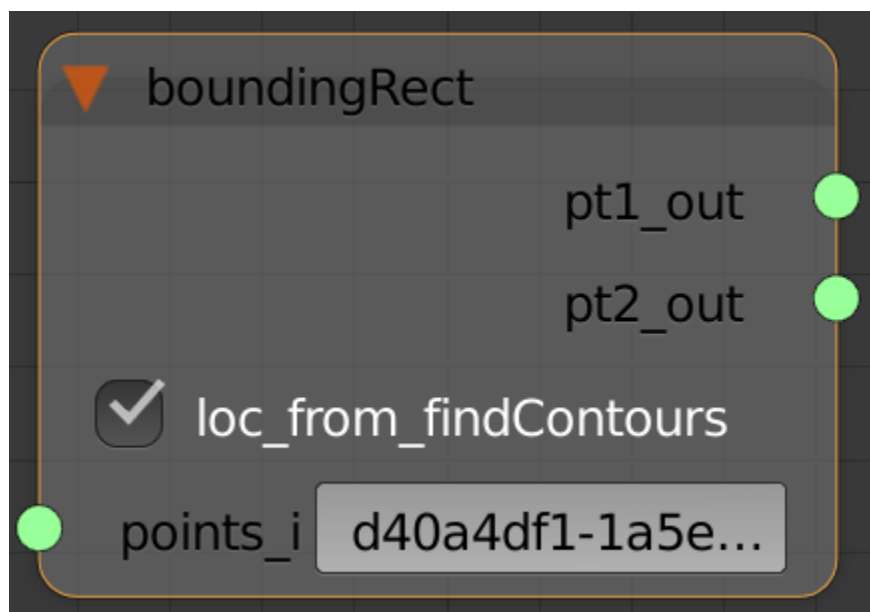 boundingRect
pt1_out
pt2_out
loc_from_findContours
points_i d40a4df1-1a5e...